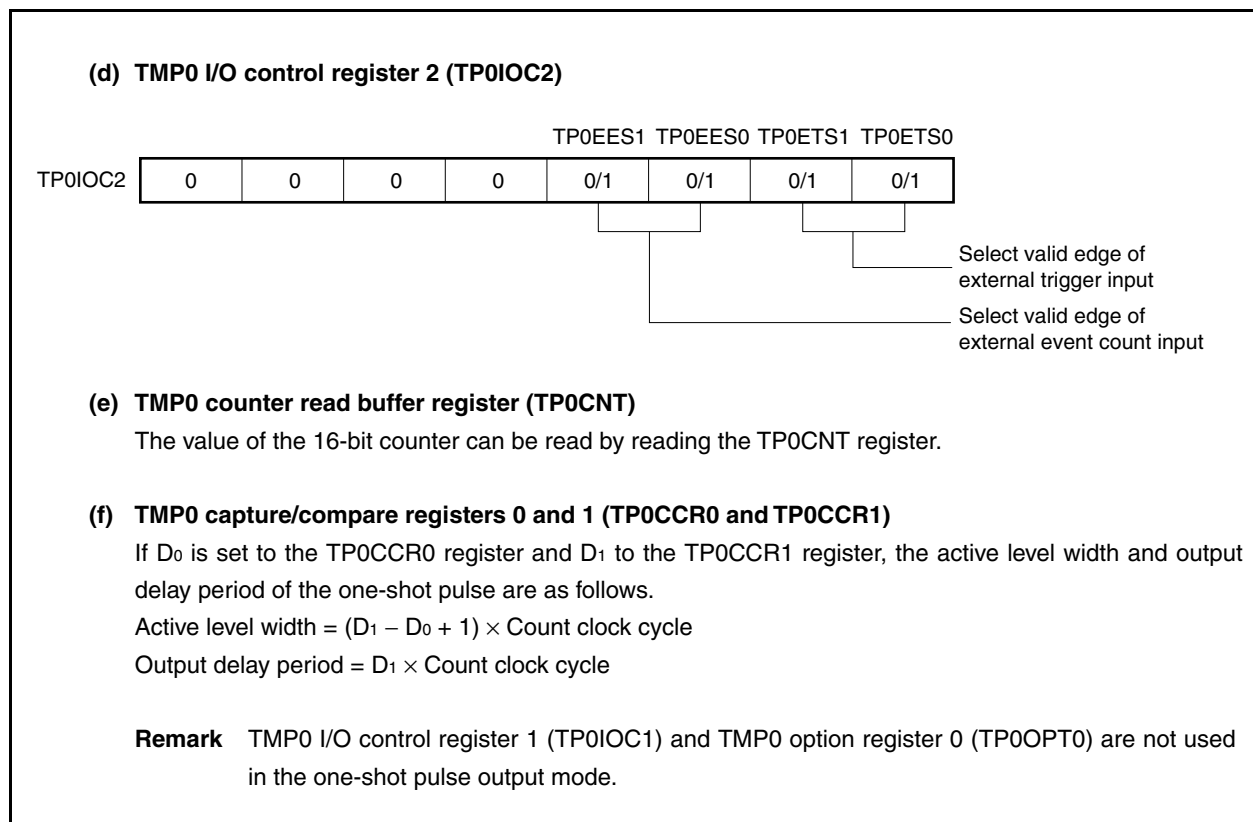 (d) TMP0 I/O control register 2 (TP0IOC2)
TP0EES1 TP0EES0 TP0ETS1 TP0ETS0
TP0IOC2 0 0 0 0 0/1 0/1 0/1 0/1
Select valid edge of
external trigger input
Select valid edge of
external event count input
(e) TMP0 counter read buffer register (TP0CNT)
The value of the 16-bit counter can be read by reading the TP0CNT register.
(f) TMP0 capture/compare registers 0 and 1 (TP0CCR0 and TP0CCR1)
If D0 is set to the TP0CCR0 register and D1 to the TP0CCR1 register, the active level width and output
delay period of the one-shot pulse are as follows.
Active level width = (D1 − D0 + 1) × Count clock cycle
Output delay period = D1 × Count clock cycle
Remark TMP0 I/O control register 1 (TP0IOC1) and TMP0 option register 0 (TP0OPT0) are not used
in the one-shot pulse output mode.